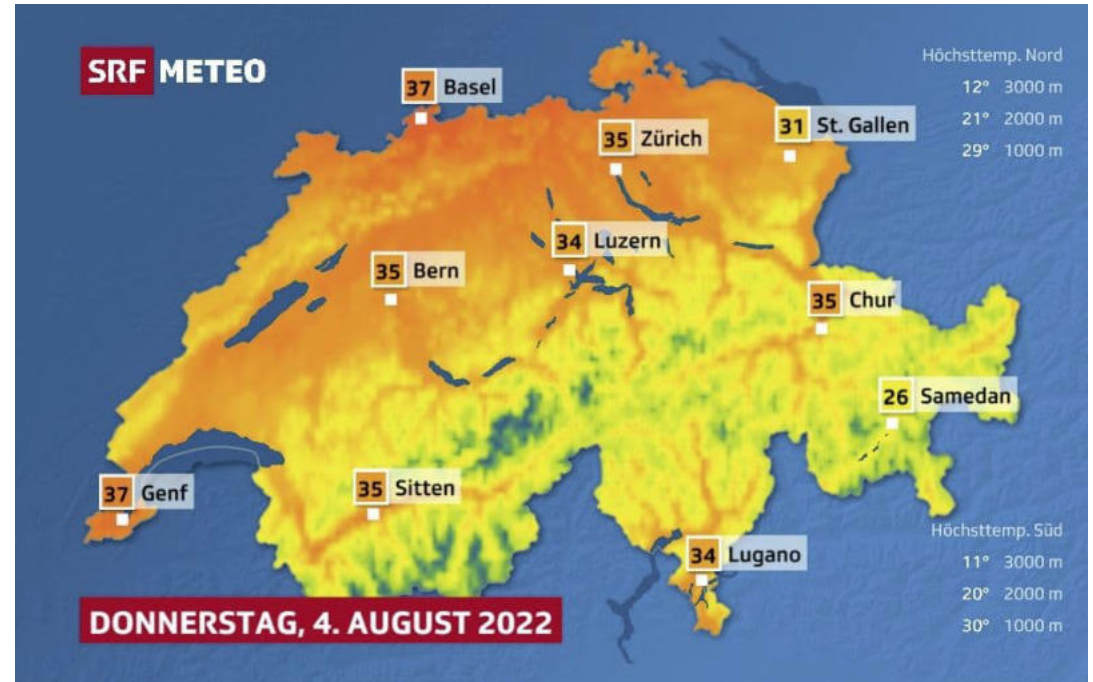 SRF METEO
Höchsttemp. Nord
12° 3000 m
21° 2000 m
29° 1000 m
37 Basel
35 Zürich
31 St. Gallen
34 Luzern
35 Bern
35 Chur
26 Samedan
37 Genf
35 Sitten
34 Lugano
Höchsttemp. Süd
11° 3000 m
20° 2000 m
30° 1000 m
DONNERSTAG, 4. AUGUST 2022